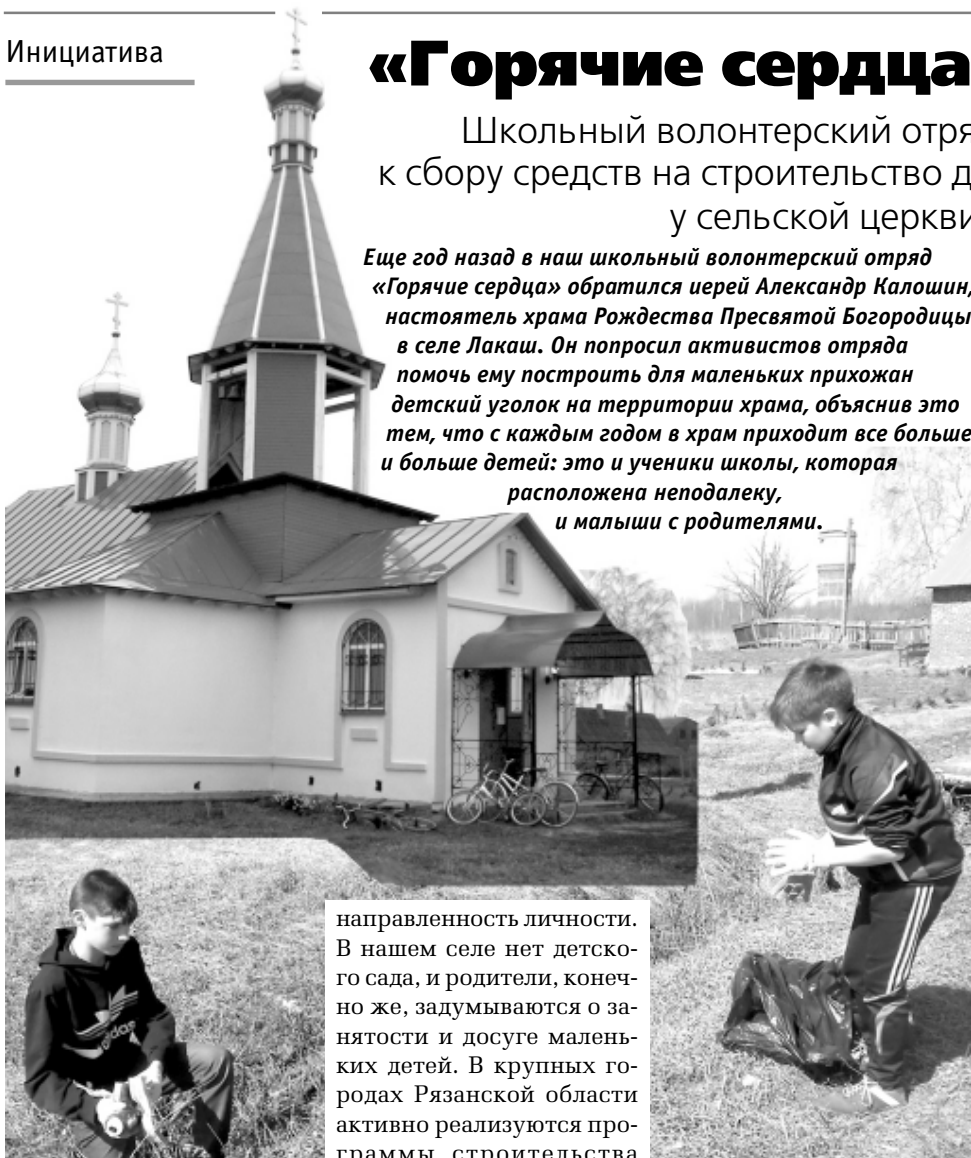 Инициатива
«Горячие сердца
Школьный волонтерский
к сбору средств на строительство
у сельской церкви
Еще год назад в наш школьный волонтерский отряд
«Горячие сердца» обратился иерей Александр Калошин,
настоятель храма Рождества Пресвятой Богородицы
в селе Лакаш. Он попросил активистов отряда
помочь ему построить для маленьких прихожан
детский уголок на территории храма, объяснив это
тем, что с каждым годом в храм приходит все больше
и больше детей: это и ученики школы, которая
расположена неподалеку,
и малыши с родителями.
направленность личности.
В нашем селе нет детско-
го сада, и родители, конеч-
но же, задумываются о за-
нятости и досуге малень-
ких детей. В крупных го-
родах Рязанской области
активно реализуются про-
граммы строительства
adidas